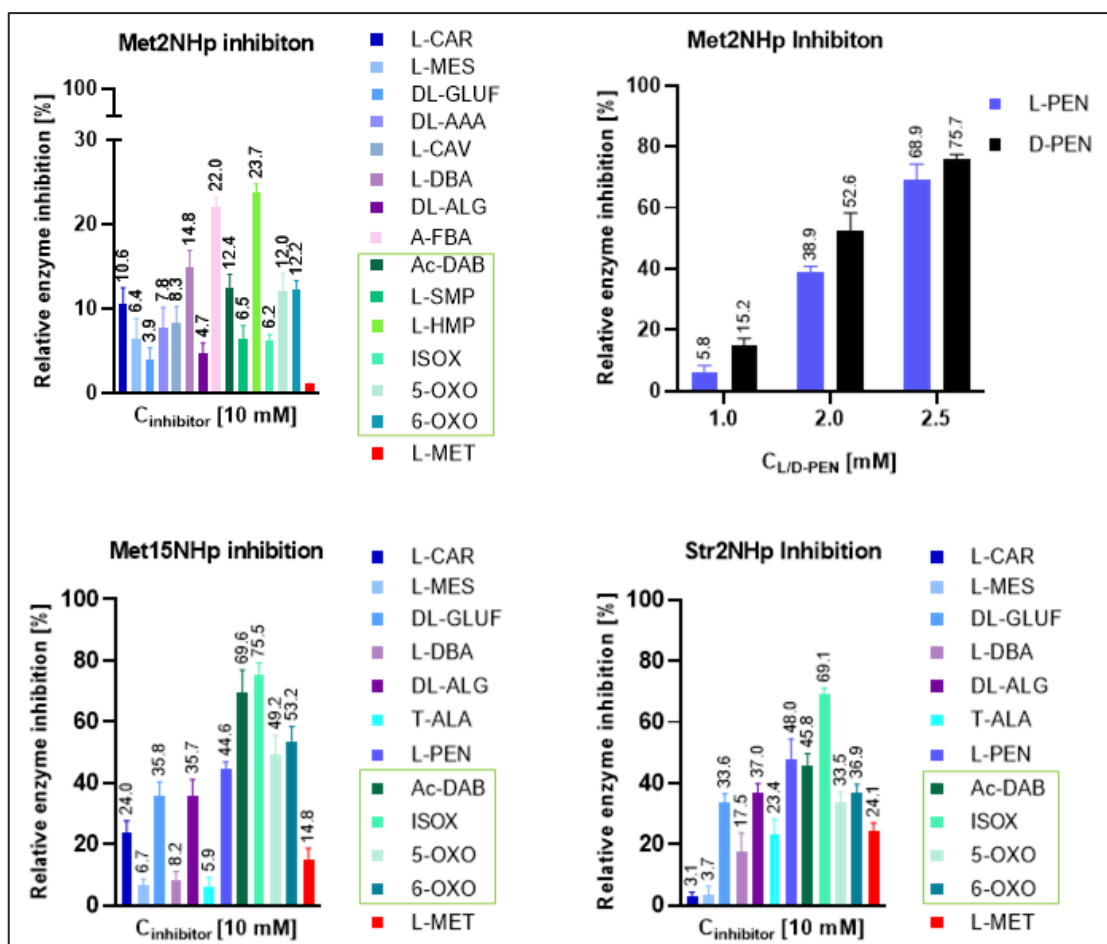 Met2NHp inhibiton
Relative enzyme inhibition [%]
100
30
20
10
0
10.6
6.4
3.9
7.8
8.3
14.8
4.7
22.0
12.4
6.5
23.7
6.2
12.0
12.2
C inhibitor [10 mM]
L-CAR
L-MES
DL-GLUF
DL-AAA
L-CAV
L-DBA
DL-ALG
A-FBA
Ac-DAB
L-SMP
L-HMP
ISOX
5-OXO
6-OXO
L-MET
Met2NHp Inhibiton
Relative enzyme inhibition [%]
100
80
60
40
20
0
5.8
15.2
38.9
52.6
68.9
75.7
1.0
2.0
2.5
C L/D-PEN [mM]
L-PEN
D-PEN
Met15NHp inhibition
Relative enzyme inhibition [%]
100
80
60
40
20
0
24.0
6.7
35.8
8.2
35.7
5.9
44.6
69.6
75.5
49.2
53.2
14.8
C inhibitor [10 mM]
L-CAR
L-MES
DL-GLUF
L-DBA
DL-ALG
T-ALA
L-PEN
Ac-DAB
ISOX
5-OXO
6-OXO
L-MET
Str2NHp Inhibition
Relative enzyme inhibition [%]
100
80
60
40
20
0
3.1
3.7
33.6
17.5
37.0
23.4
48.0
45.8
69.1
33.5
36.9
24.1
C inhibitor [10 mM]
L-CAR
L-MES
DL-GLUF
L-DBA
DL-ALG
T-ALA
L-PEN
Ac-DAB
ISOX
5-OXO
6-OXO
L-MET